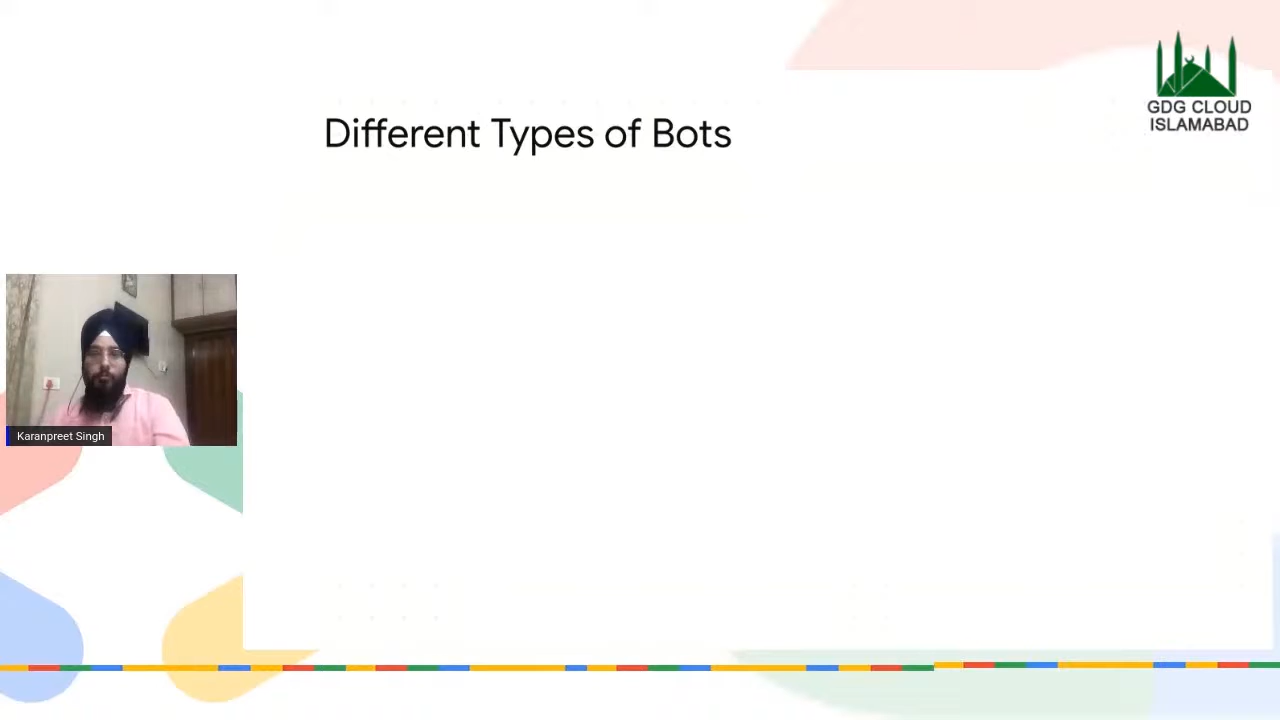 Different Types of Bots
GDG CLOUD
ISLAMABAD
Karanpreet Singh